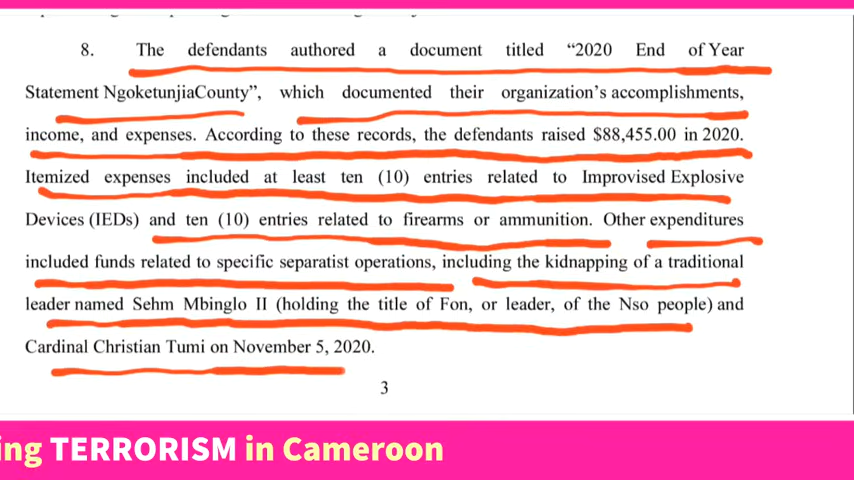 8. The defendants authored a document titled “2020 End of Year
Statement NgoketunjiaCounty”, which documented their organization’s accomplishments,
income, and expenses. According to these records, the defendants raised $88,455.00 in 2020.
Itemized expenses included at least ten (10) entries related to Improvised Explosive
Devices (IEDs) and ten (10) entries related to firearms or ammunition. Other expenditures
included funds related to specific separatist operations, including the kidnapping of a traditional
leader named Sehm Mbinglo II (holding the title of Fon, or leader, of the Nso people) and
Cardinal Christian Tumi on November 5, 2020.
3
ing TERRORISM in Cameroon